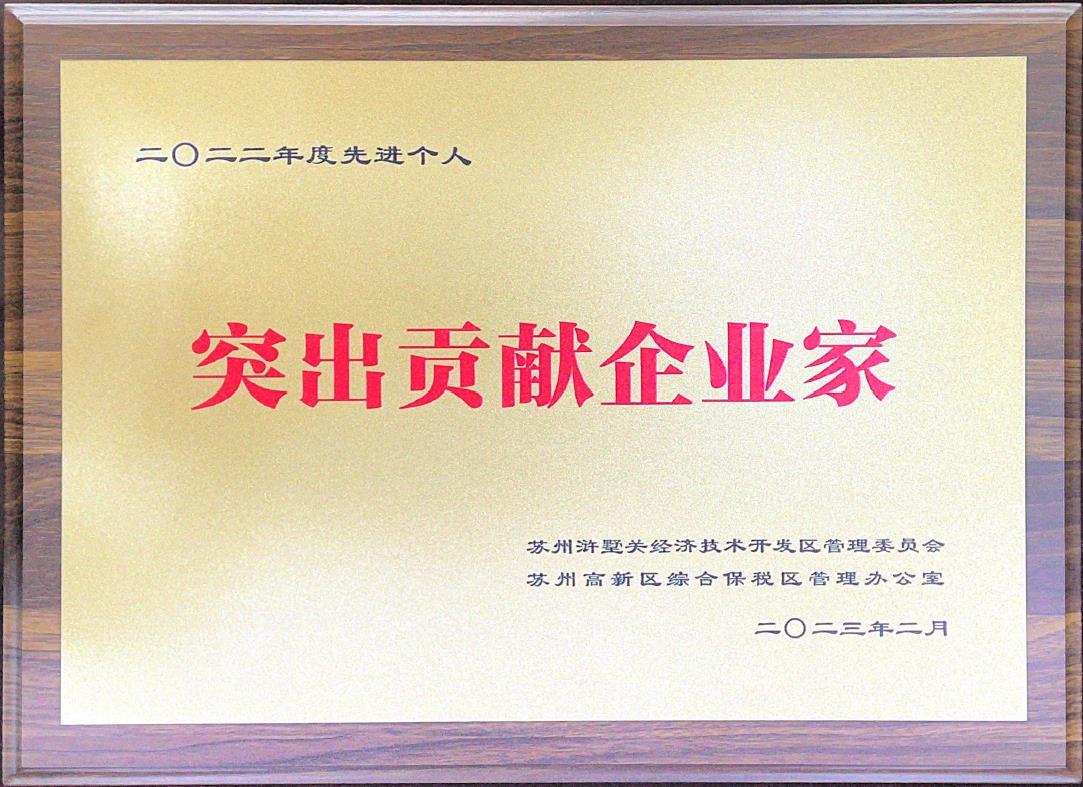 二〇二二年度先进个人
突出贡献企业家
苏州浒墅关经济技术开发区管理委员会
苏州高新区综合保税区管理办公室
二〇二三年二月